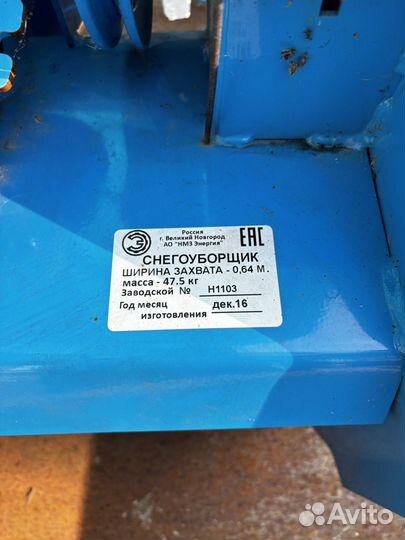 Россия
г. Великий Новгород
АО "НМЗ Энергия"
ЕАС
СНЕГОУБОРЩИК
ШИРИНА ЗАХВАТА - 0,64 М.
масса - 47.5 кг
Заводской № Н1103
Год месяц
изготовления дек.16
Avito